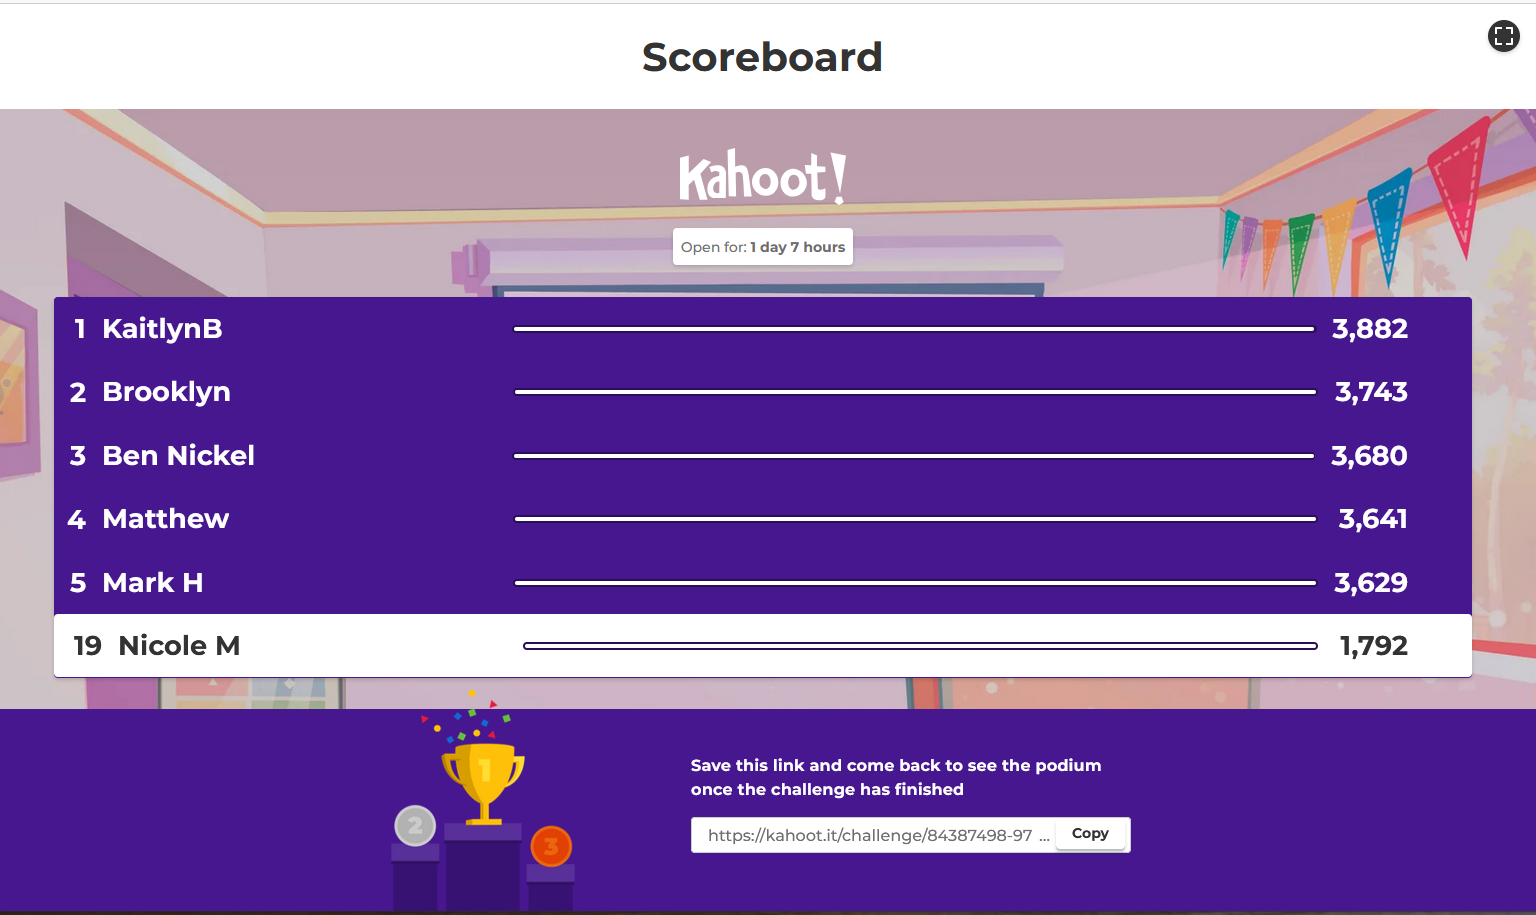 Scoreboard
Kahoot!
Open for: 1 day 7 hours
1 KaitlynB 3,882
2 Brooklyn 3,743
3 Ben Nickel 3,680
4 Matthew 3,641
5 Mark H 3,629
19 Nicole M 1,792
1
2
3
Save this link and come back to see the podium
once the challenge has finished
https://kahoot.it/challenge/84387498-97 ... Copy